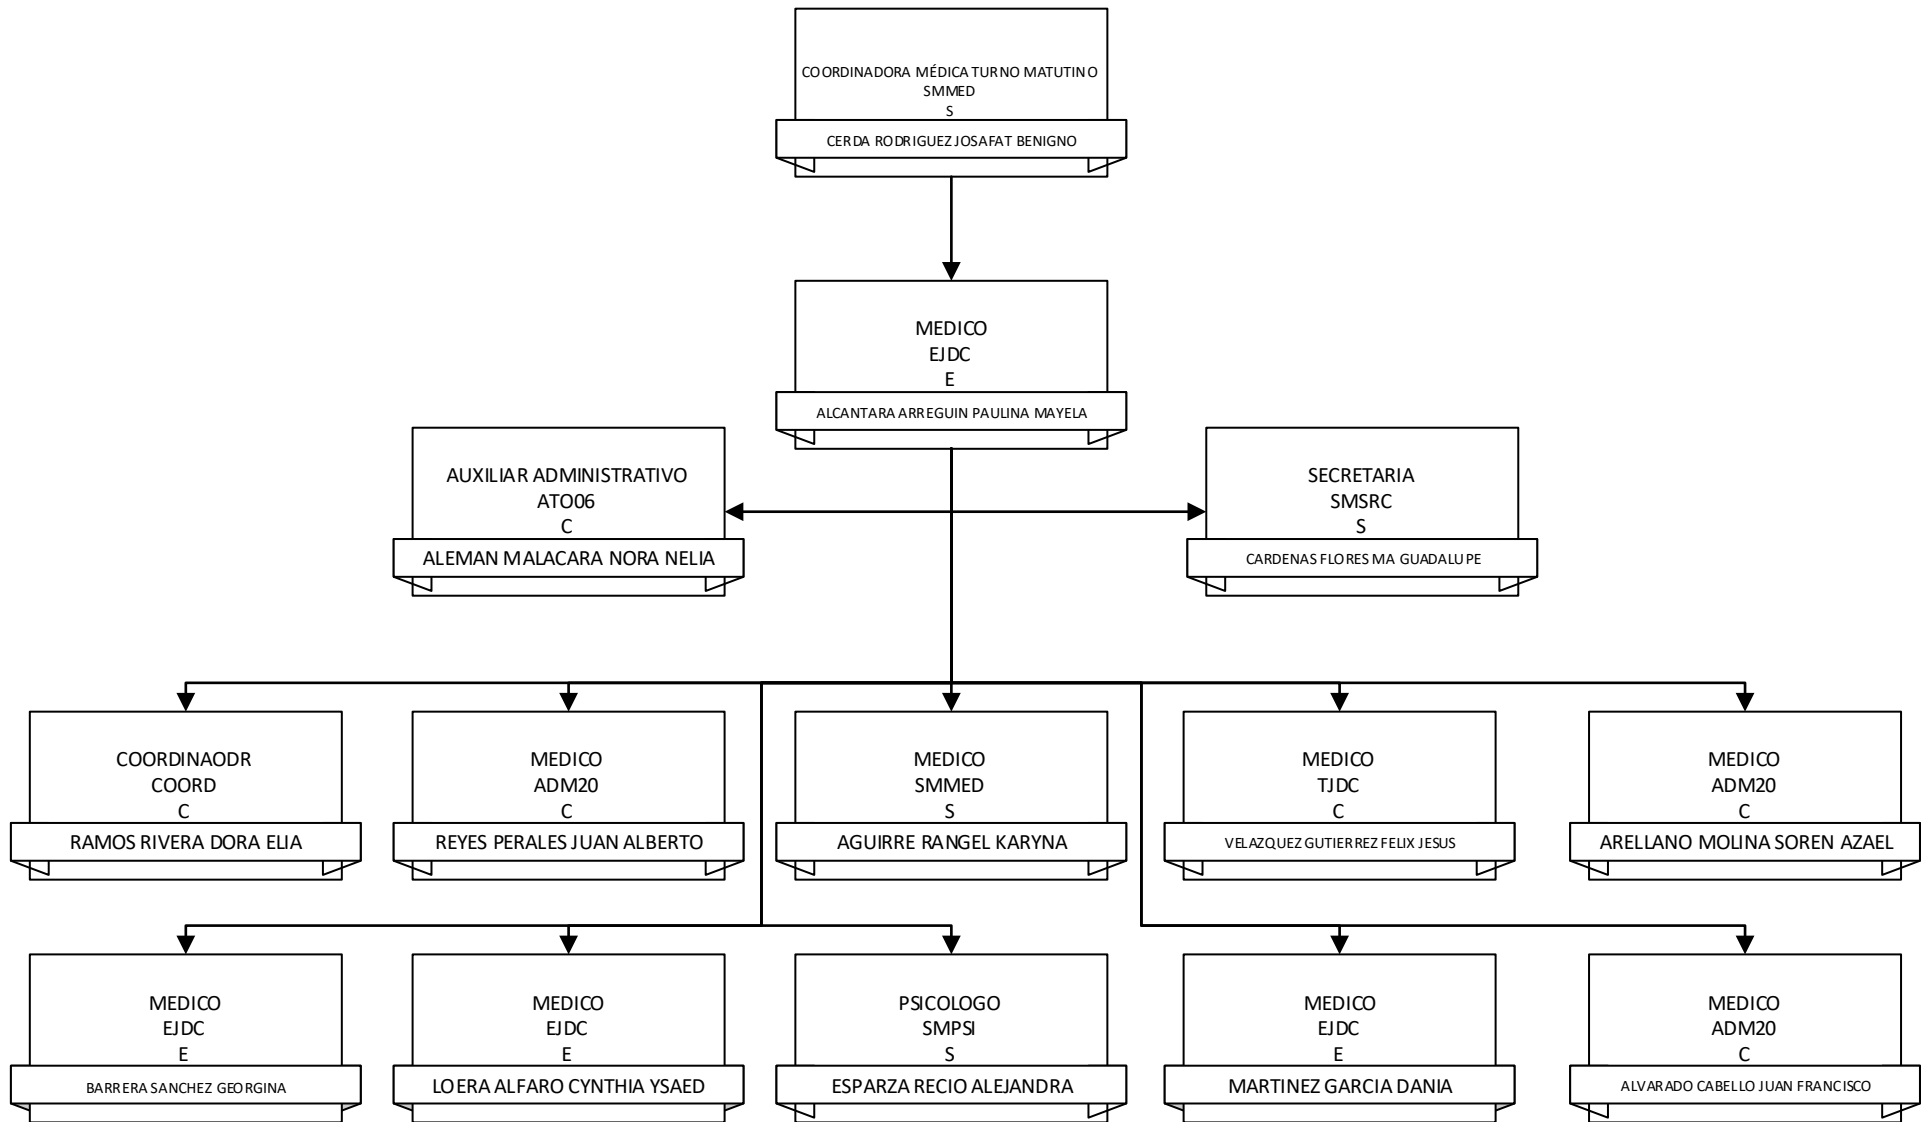 COORDINADORA MÉDICA TURNO MATUTINO
SMMED
S
CERDA RODRIGUEZ JOSAFAT BENIGNO
MEDICO
EJDC
E
ALCANTARA ARREGUIN PAULINA MAYELA
AUXILIAR ADMINISTRATIVO
ATO06
C
ALEMAN MALACARA NORA NELIA
SECRETARIA
SMSRC
S
CARDENAS FLORES MA GUADALUPE
COORDINAODR
COORD
C
RAMOS RIVERA DORA ELIA
MEDICO
ADM20
C
REYES PERALES JUAN ALBERTO
MEDICO
SMMED
S
AGUIRRE RANGEL KARYNA
MEDICO
TJDC
C
VELAZQUEZ GUTIERREZ FELIX JESUS
MEDICO
ADM20
C
ARELLANO MOLINA SOREN AZAEL
MEDICO
EJDC
E
BARRERA SANCHEZ GEORGINA
MEDICO
EJDC
E
LOERA ALFARO CYNTHIA YSAED
PSICOLOGO
SMPSI
S
ESPARZA RECIO ALEJANDRA
MEDICO
EJDC
E
MARTINEZ GARCIA DANIA
MEDICO
ADM20
C
ALVARADO CABELLO JUAN FRANCISCO